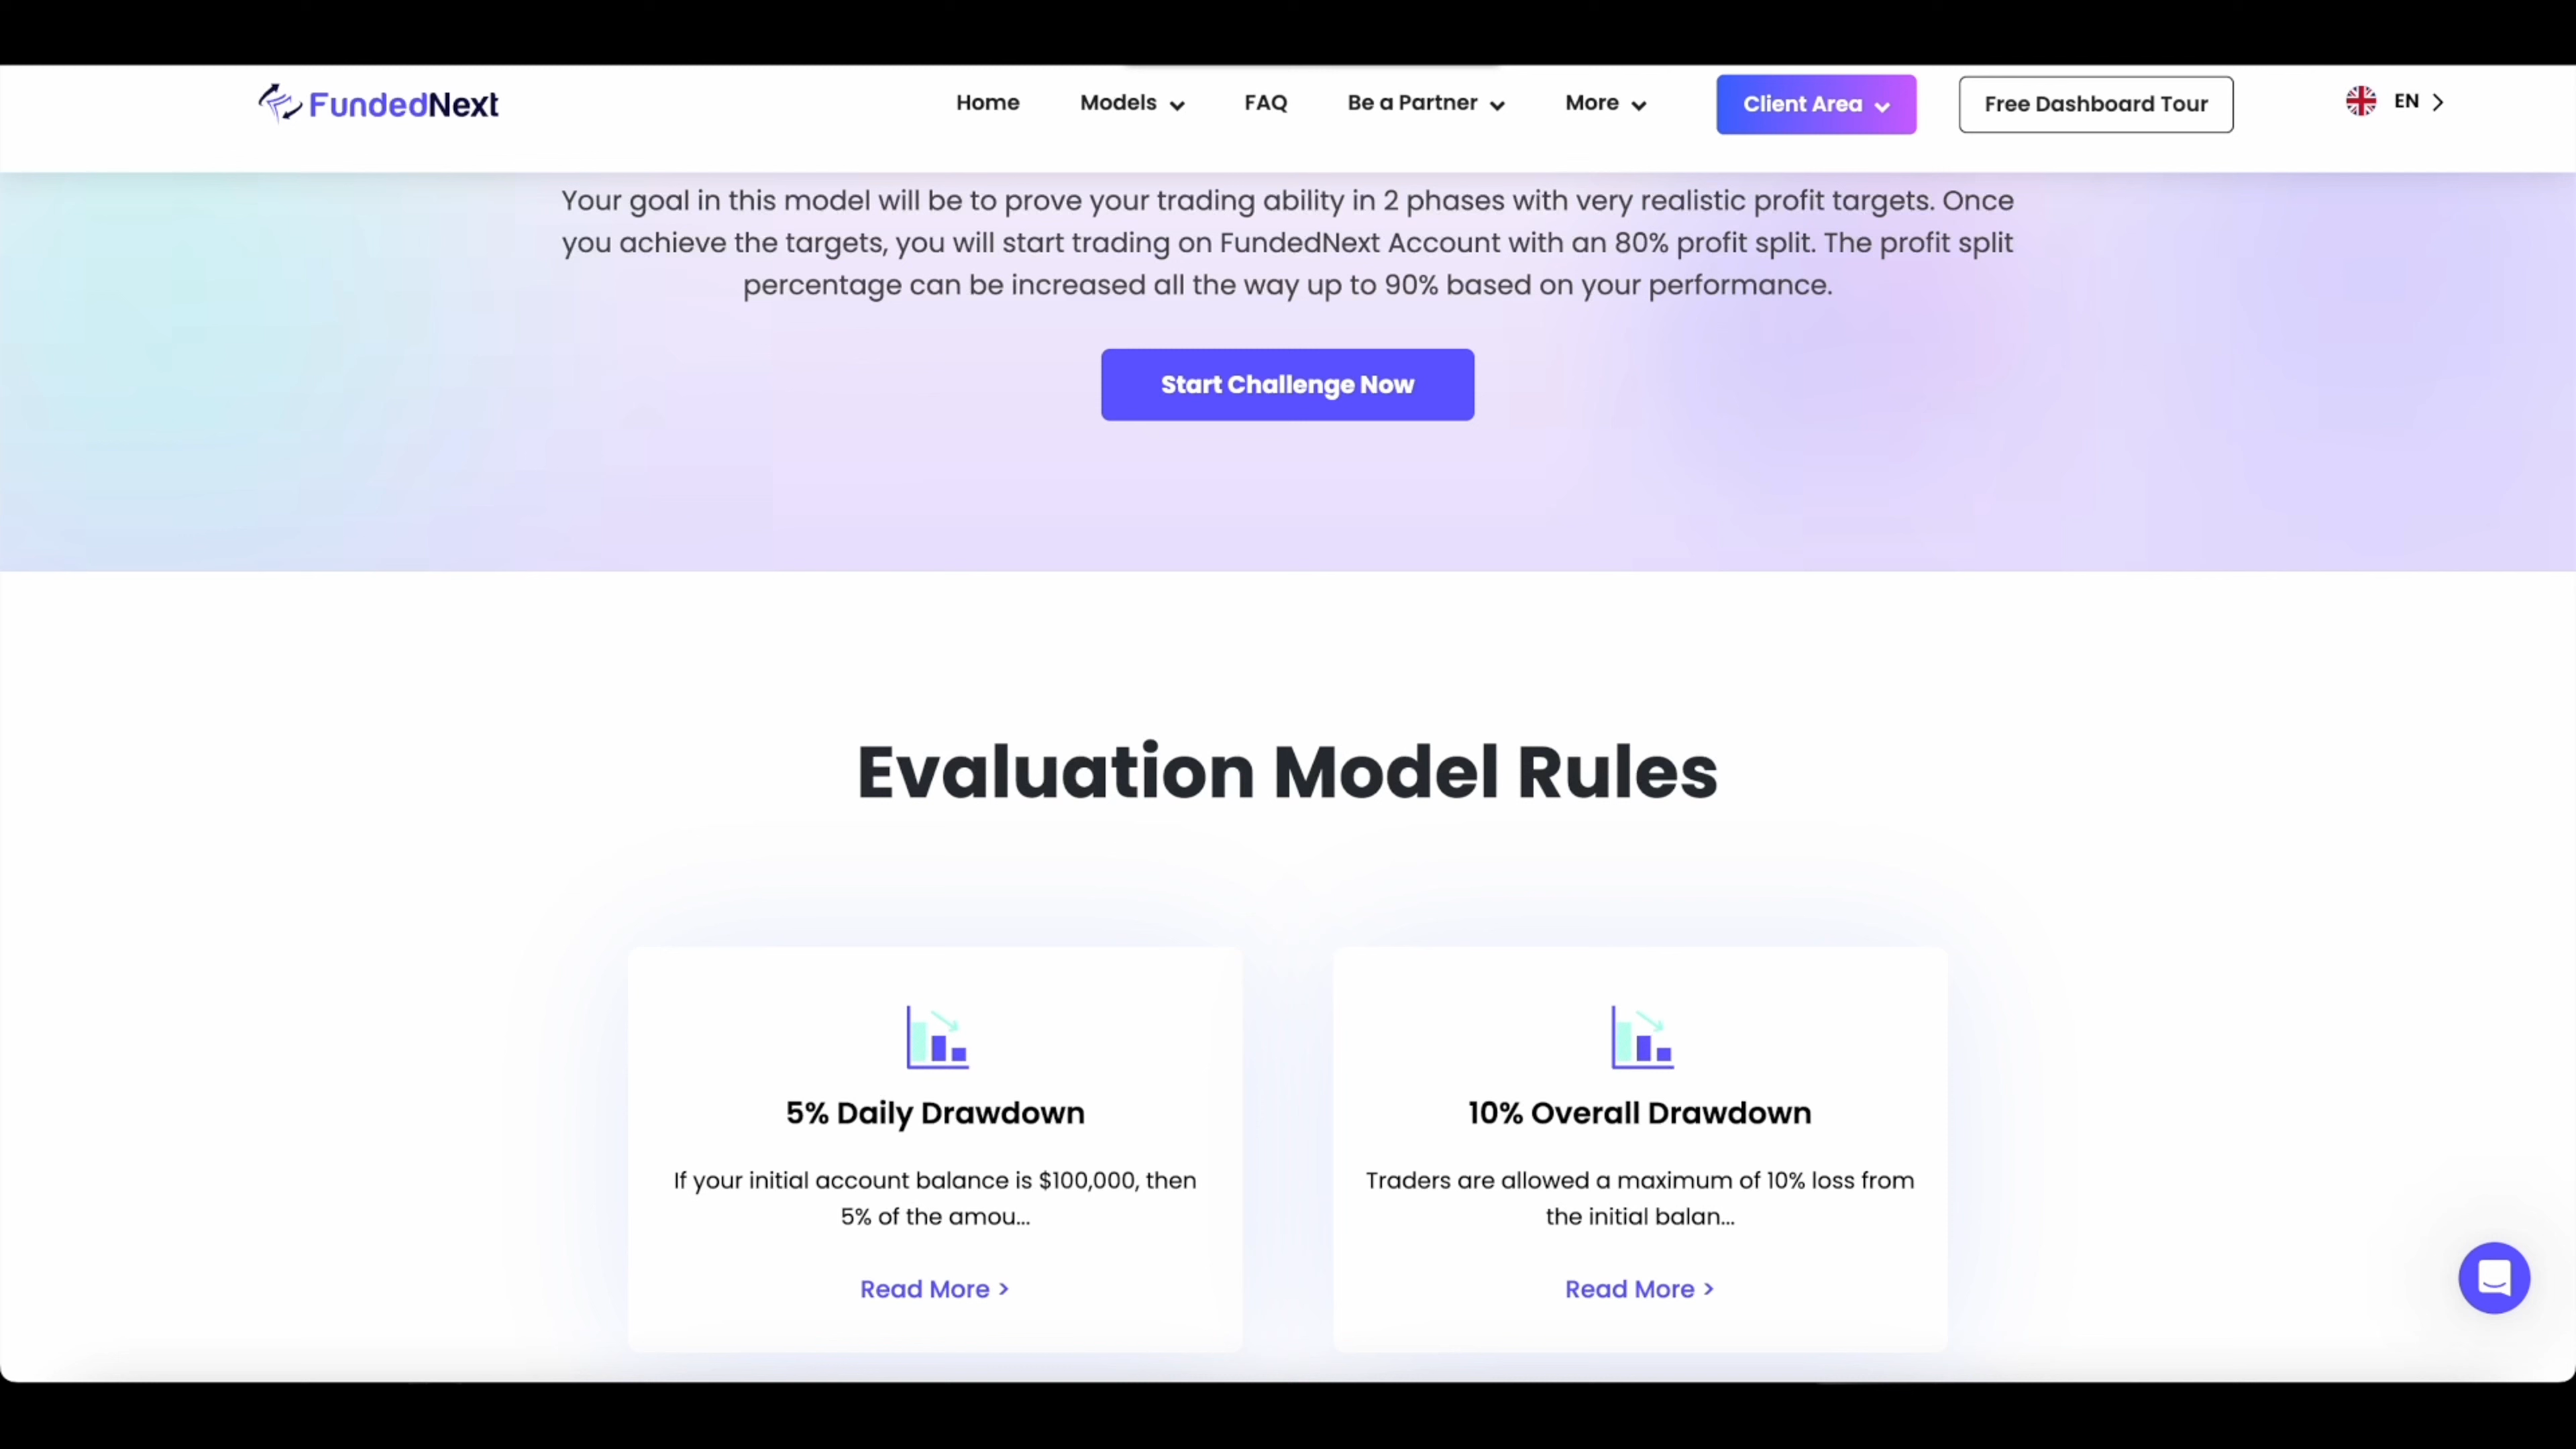 FundedNext
Home
Models
FAQ
Be a Partner
More
Client Area
Free Dashboard Tour
EN
Your goal in this model will be to prove your trading ability in 2 phases with very realistic profit targets. Once
you achieve the targets, you will start trading on FundedNext Account with an 80% profit split. The profit split
percentage can be increased all the way up to 90% based on your performance.
Start Challenge Now
Evaluation Model Rules
5% Daily Drawdown
If your initial account balance is $100,000, then
5% of the amou...
Read More >
10% Overall Drawdown
Traders are allowed a maximum of 10% loss from
the initial balan...
Read More >